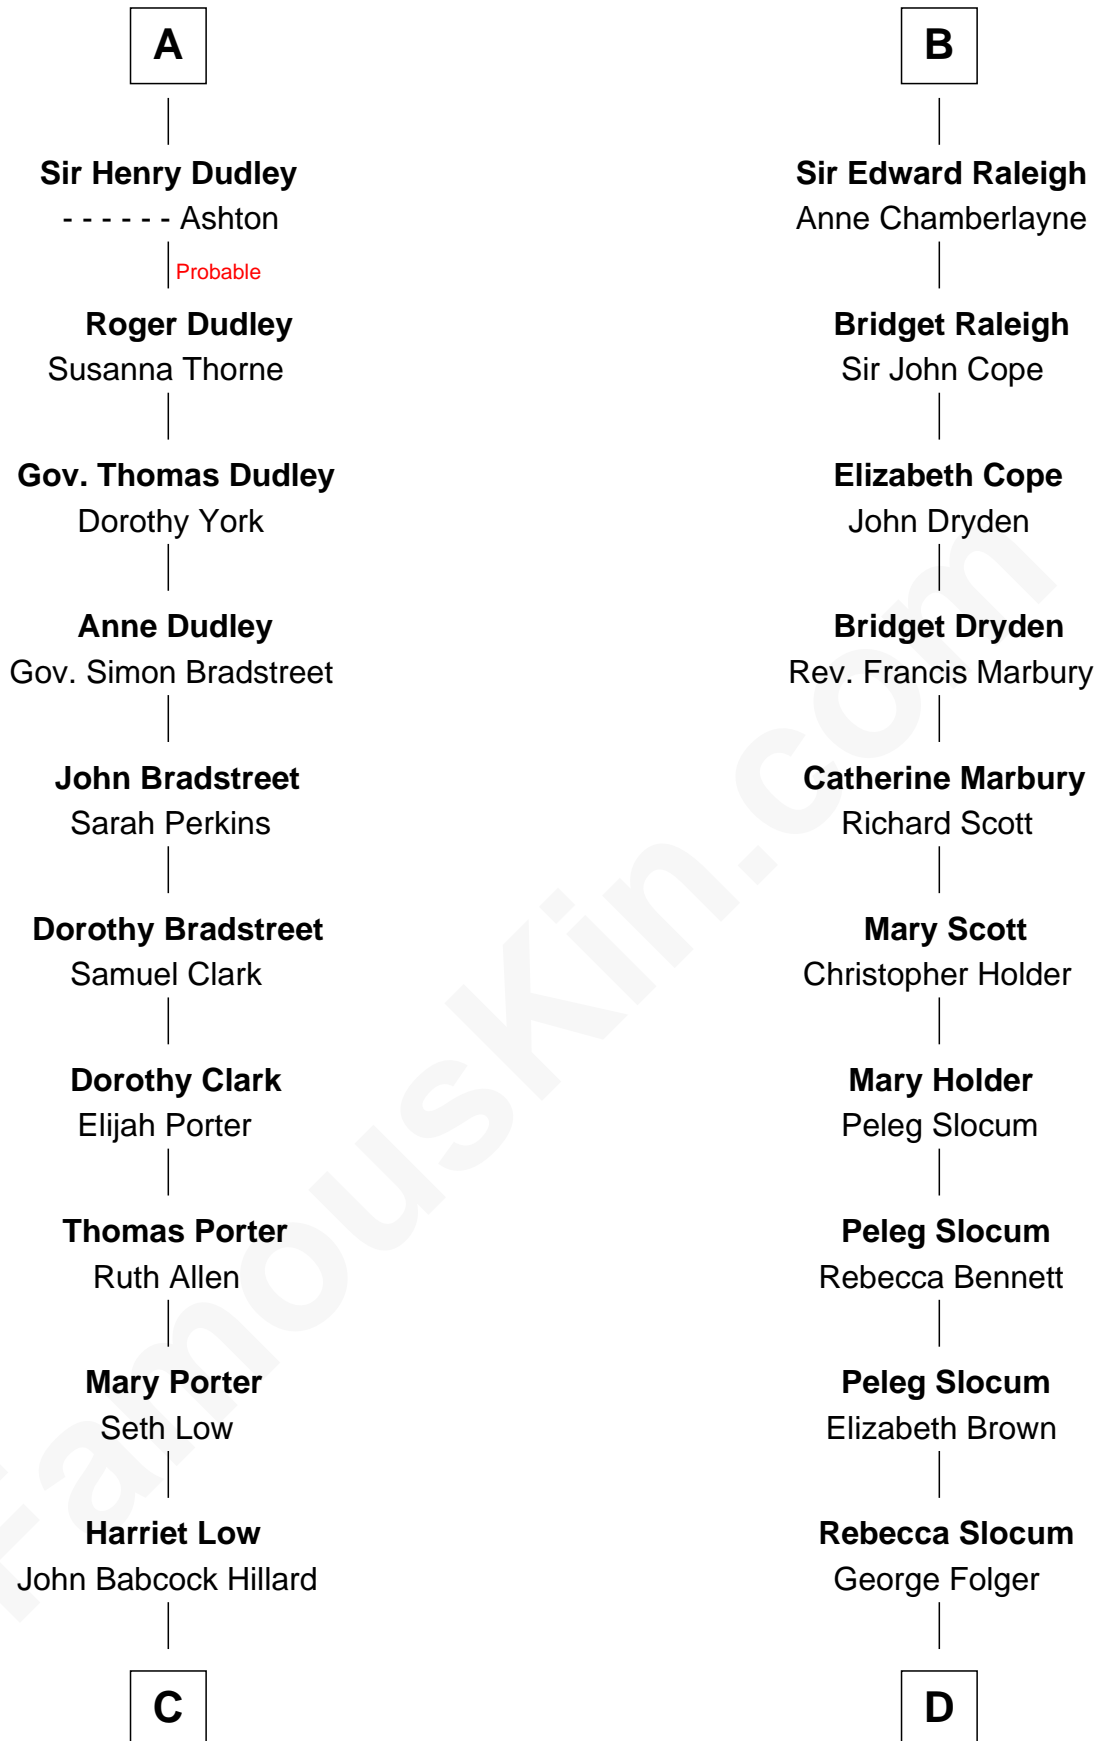 A
Sir Henry Dudley
- - - - - - Ashton
Probable
Roger Dudley
Susanna Thorne
Gov. Thomas Dudley
Dorothy York
Anne Dudley
Gov. Simon Bradstreet
John Bradstreet
Sarah Perkins
Dorothy Bradstreet
Samuel Clark
Dorothy Clark
Elijah Porter
Thomas Porter
Ruth Allen
Mary Porter
Seth Low
Harriet Low
John Babcock Hillard
C
B
Sir Edward Raleigh
Anne Chamberlayne
Bridget Raleigh
Sir John Cope
Elizabeth Cope
John Dryden
Bridget Dryden
Rev. Francis Marbury
Catherine Marbury
Richard Scott
Mary Scott
Christopher Holder
Mary Holder
Peleg Slocum
Peleg Slocum
Rebecca Bennett
Peleg Slocum
Elizabeth Brown
Rebecca Slocum
George Folger
D
FamousKin.com